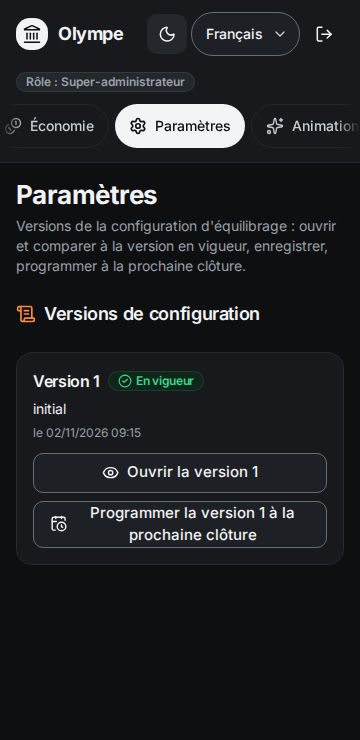 Olympe
Français
Rôle : Super-administrateur
Économie
Paramètres
Animation
Paramètres
Versions de la configuration d'équilibrage : ouvrir
et comparer à la version en vigueur, enregistrer,
programmer à la prochaine clôture.
Versions de configuration
Version 1
En vigueur
initial
le 02/11/2026 09:15
Ouvrir la version 1
Programmer la version 1 à la
prochaine clôture